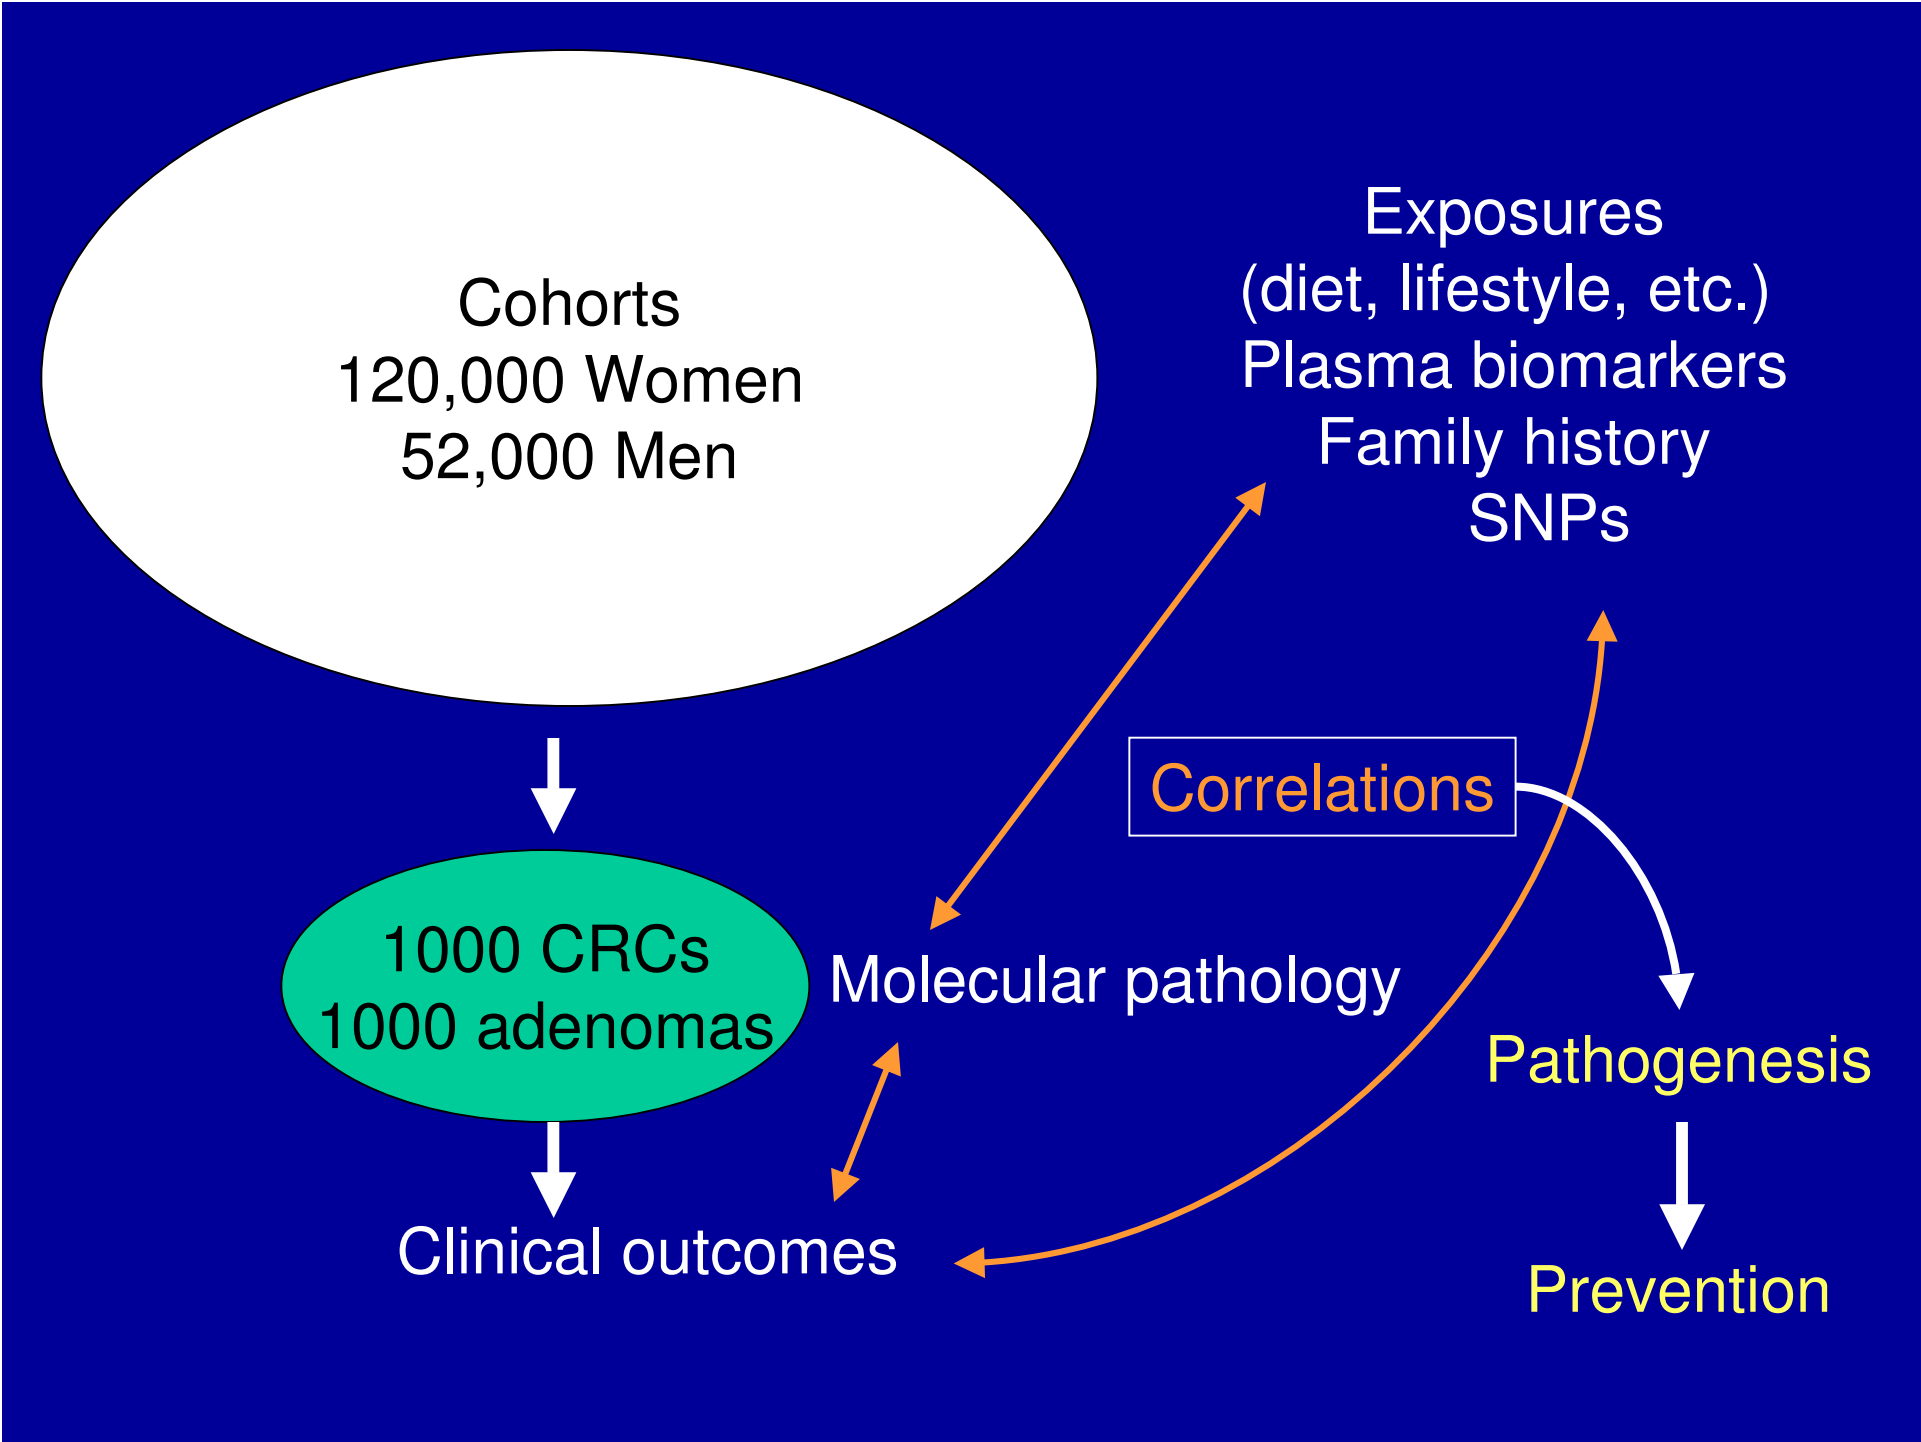 Cohorts
120,000 Women
52,000 Men
Exposures
(diet, lifestyle, etc.)
Plasma biomarkers
Family history
SNPs
Correlations
1000 CRCs
1000 adenomas
Molecular pathology
Pathogenesis
Clinical outcomes
Prevention